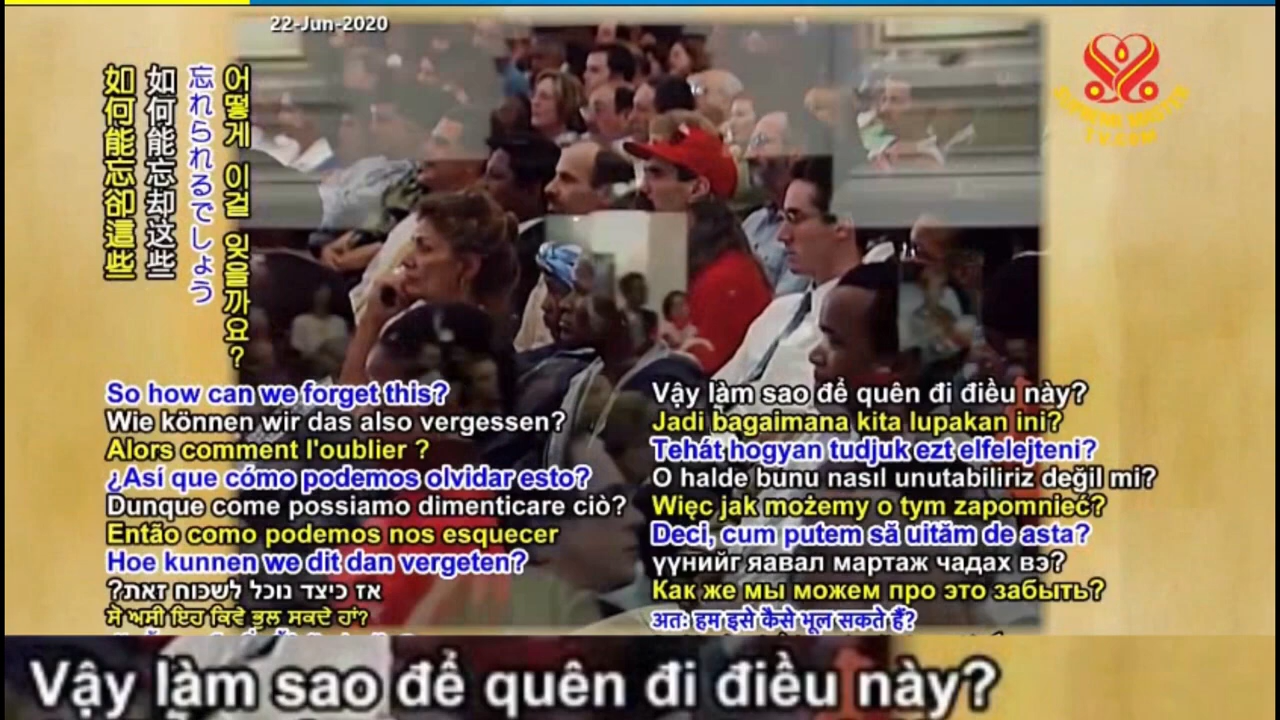 22-Jun-2020
SUPREME MASTER
TV.COM
어떻게 이걸 잊을까요?
忘れられるでしょう
如何能忘却这些
如何能忘卻這些
So how can we forget this?
Wie können wir das also vergessen?
Alors comment l'oublier ?
¿Así que cómo podemos olvidar esto?
Dunque come possiamo dimenticare ciò?
Então como podemos nos esquecer
Hoe kunnen we dit dan vergeten?
אז כיצד נוכל לשכוח זאת?
ਸੋ ਅਸੀ ਇਹ ਕਿਵੇ ਭੁਲ ਸਕਦੇ ਹਾਂ?
Vậy làm sao để quên đi điều này?
Jadi bagaimana kita lupakan ini?
Tehát hogyan tudjuk ezt elfelejteni?
O halde bunu nasıl unutabiliriz değil mi?
Więc jak możemy o tym zapomnieć?
Deci, cum putem să uităm de asta?
үүнийг яавал мартаж чадах вэ?
Как же мы можем про это забыть?
अतः हम इसे कैसे भूल सकते हैं?
Vậy làm sao để quên đi điều này?